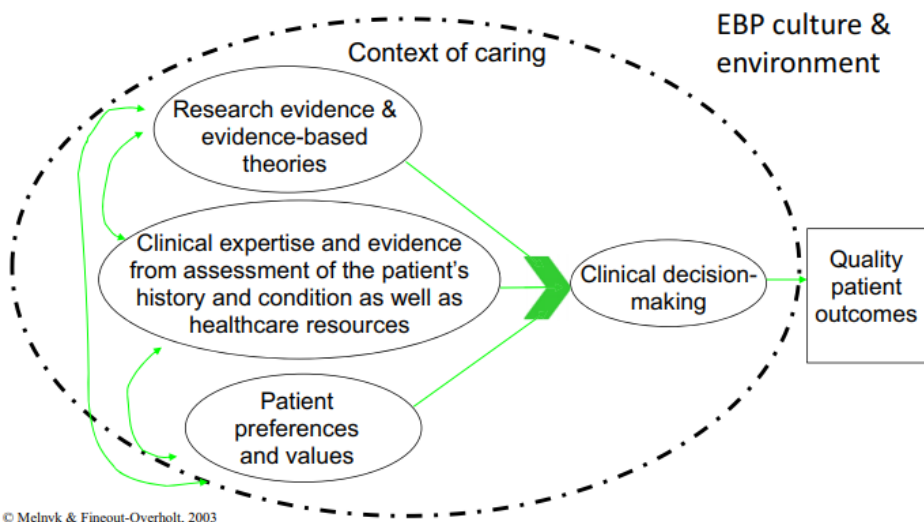 EBP culture &
environment
Context of caring
Research evidence &
evidence-based
theories
Clinical expertise and evidence
from assessment of the patient's
history and condition as well as
healthcare resources
Clinical decision-
making
Quality
patient
outcomes
Patient
preferences
and values
© Melnyk & Fineout-Overholt, 2003